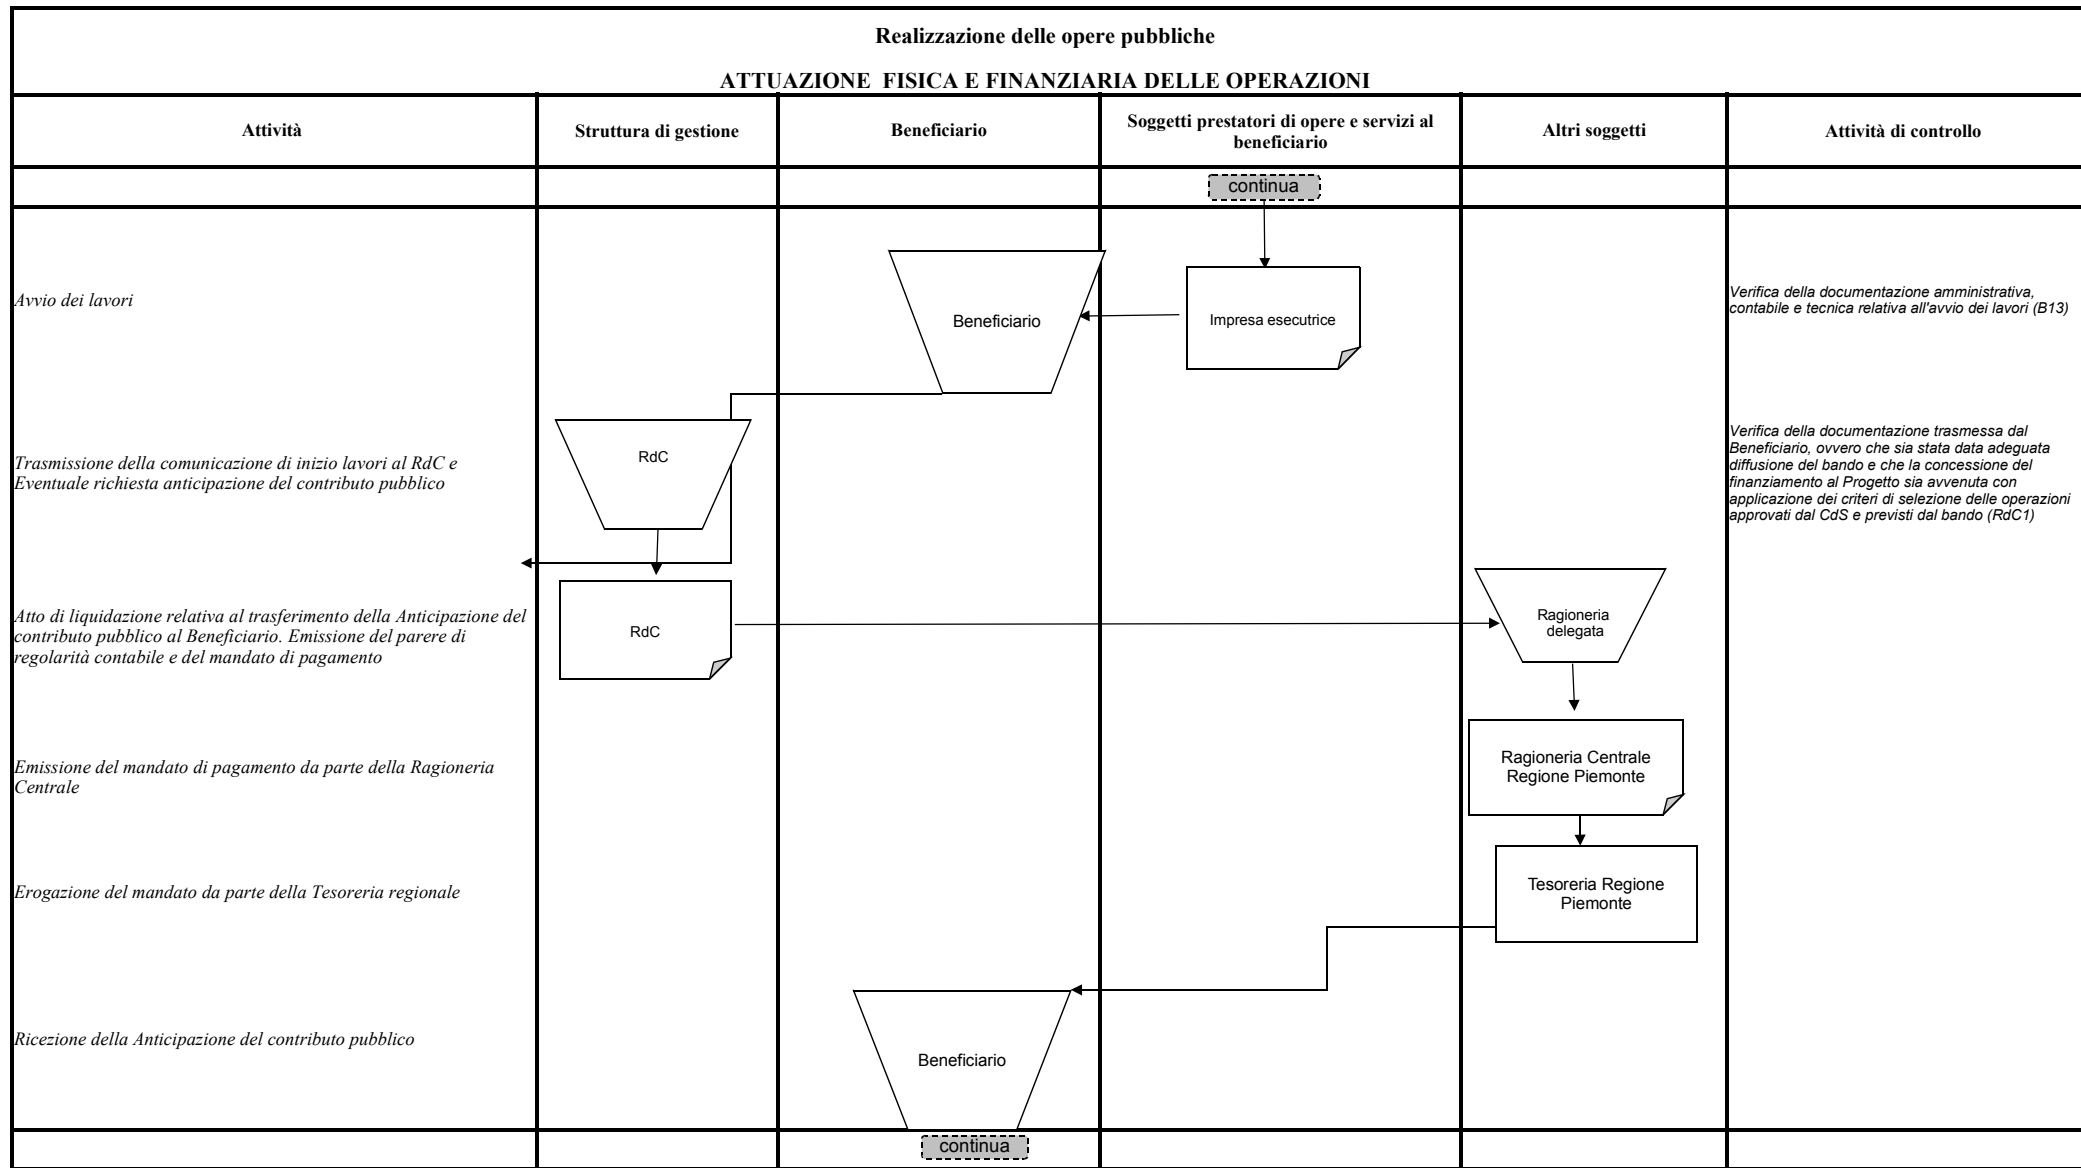 Realizzazione delle opere pubbliche
ATTUAZIONE FISICA E FINANZIARIA DELLE OPERAZIONI
Attività
Struttura di gestione
Beneficiario
Soggetti prestatori di opere e servizi al
beneficiario
Altri soggetti
Attività di controllo
continua
Avvio dei lavori
Beneficiario
Impresa esecutrice
Verifica della documentazione amministrativa,
contabile e tecnica relativa all'avvio dei lavori (B13)
Trasmissione della comunicazione di inizio lavori al RdC e
Eventuale richiesta anticipazione del contributo pubblico
RdC
Verifica della documentazione trasmessa dal
Beneficiario, ovvero che sia stata data adeguata
diffusione del bando e che la concessione del
finanziamento al Progetto sia avvenuta con
applicazione dei criteri di selezione delle operazioni
approvati dal CdS e previsti dal bando (RdC1)
Atto di liquidazione relativa al trasferimento della Anticipazione del
contributo pubblico al Beneficiario. Emissione del parere di
regolarità contabile e del mandato di pagamento
RdC
Ragioneria
delegata
Emissione del mandato di pagamento da parte della Ragioneria
Centrale
Ragioneria Centrale
Regione Piemonte
Erogazione del mandato da parte della Tesoreria regionale
Tesoreria Regione
Piemonte
Ricezione della Anticipazione del contributo pubblico
Beneficiario
continua